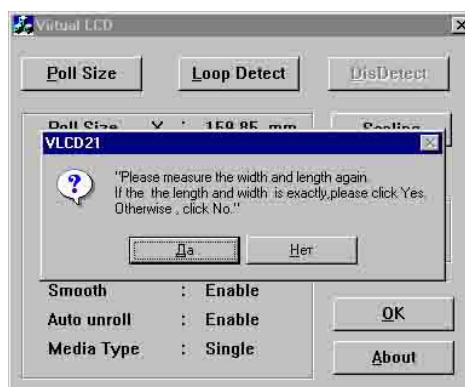 Virtual LCD
Poll Size
Loop Detect
DisDetect
Poll Size X : 159.85 mm
Scaling
VLCD21
"Please measure the width and length again.
If the the length and width is exactly,please click Yes.
Otherwise , click No."
Да
Нет
Smooth : Enable
Auto unroll : Enable
Media Type : Single
OK
About